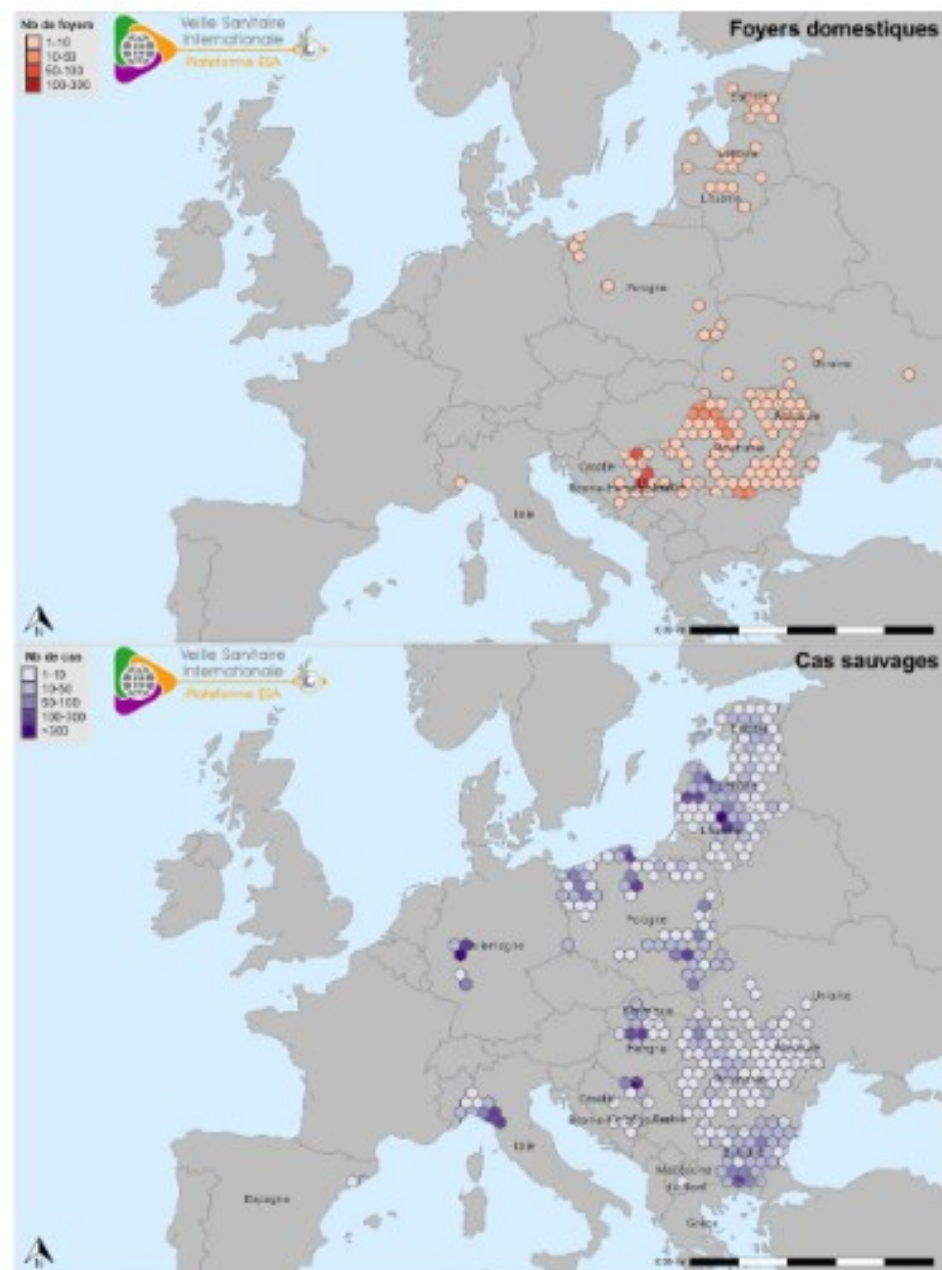 Nb de foyers
1-10
10-50
50-100
100-300
Veille Sanitaire
Internationale
Plateforme ESA
Foyers domestiques
Estonie
Lettonie
Lituanie
Pologne
Ukraine
Roumanie
Croatie
Italie
N
Nb de cas
1-10
10-50
50-100
100-300
>300
Veille Sanitaire
Internationale
Plateforme ESA
Cas sauvages
Estonie
Lituanie
Pologne
Allemagne
Ukraine
Hongrie
Roumanie
Croatie
Serbie
Italie
Macédoine
du Nord
Espagne
Grèce
N